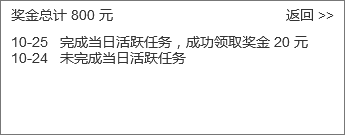 奖金总计 800 元 返回 >>
10-25 完成当日活跃任务，成功领取奖金 20 元
10-24 未完成当日活跃任务